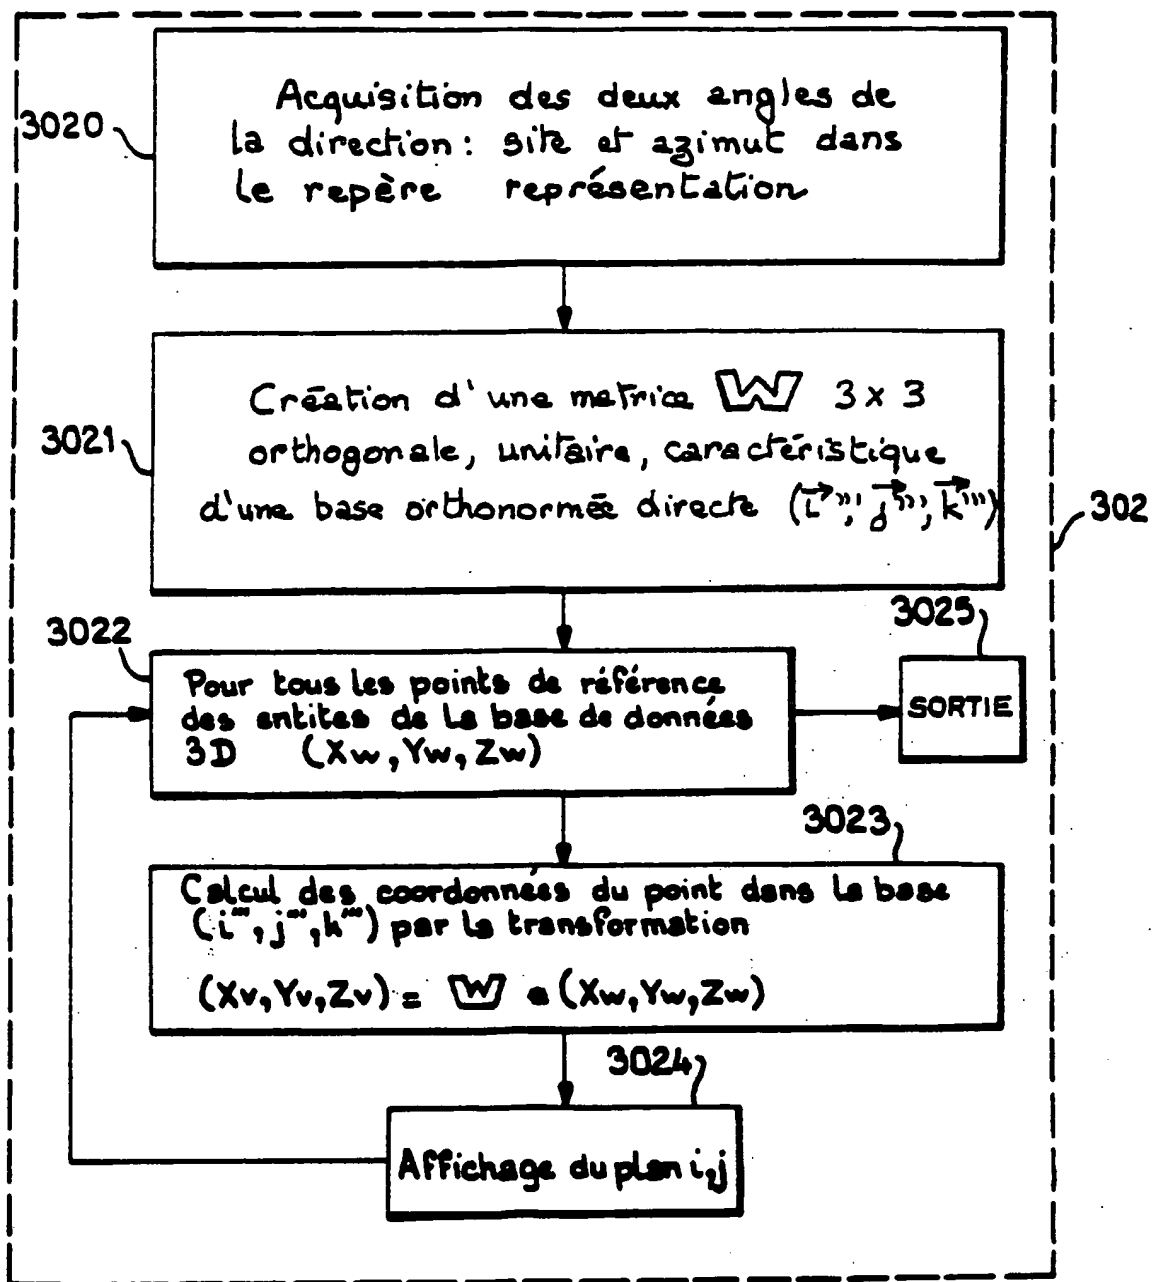 3020
Acquisition des deux angles de
la direction: site et azimut dans
le repère représentation
3021
Création d'une matrice W 3 x 3
orthogonale, unitaire, caractéristique
d'une base orthonormée directe (i⃗''', j⃗''', k⃗''')
302
3022
Pour tous les points de référence
des entites de la base de données
3D (Xw, Yw, Zw)
3025
SORTIE
3023
Calcul des coordonnées du point dans la base
(i''', j''', k''') par la transformation
(Xv, Yv, Zv) = W • (Xw, Yw, Zw)
3024
Affichage du plan i,j